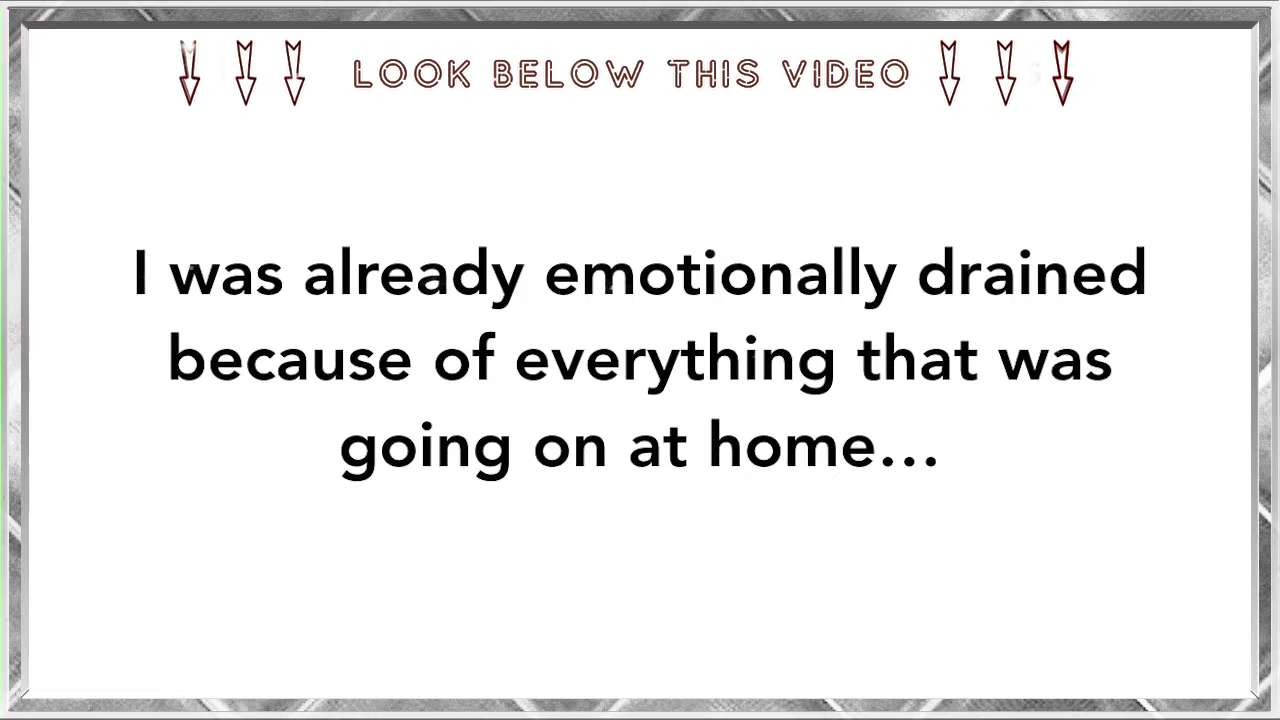 LOOK BELOW THIS VIDEO
I was already emotionally drained
because of everything that was
going on at home...